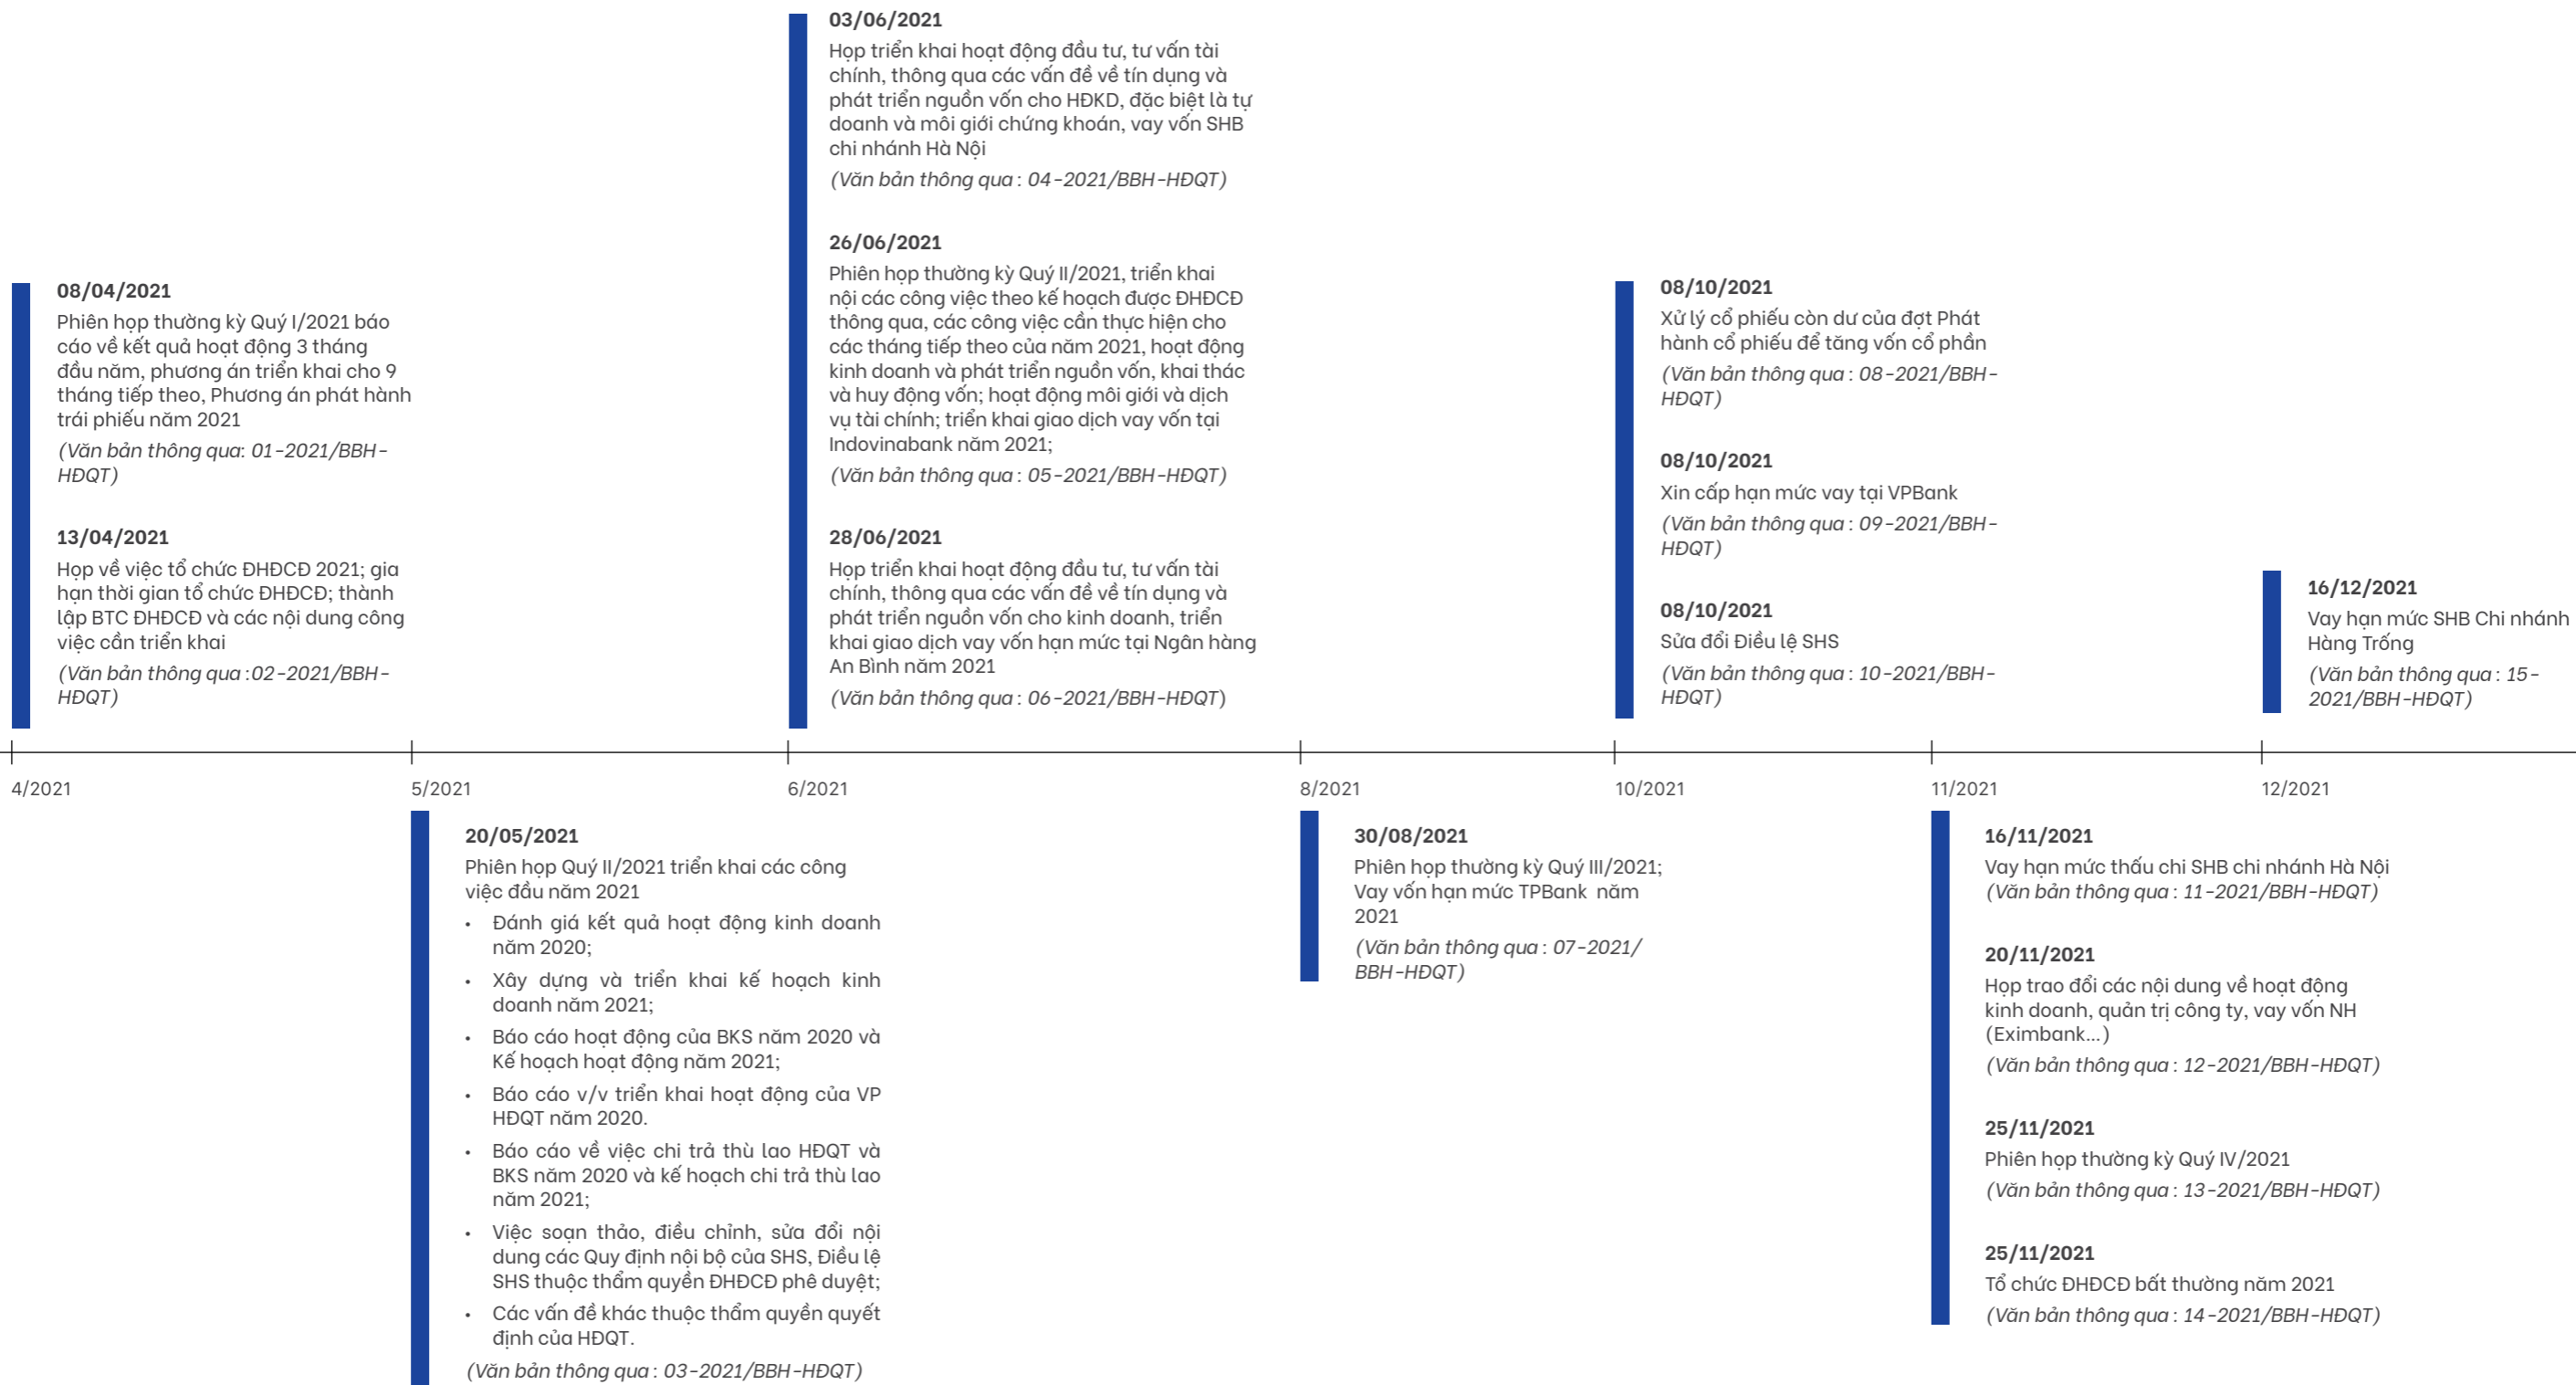 08/04/2021
Phiên họp thường kỳ Quý I/2021 báo
cáo về kết quả hoạt động 3 tháng
đầu năm, phương án triển khai cho 9
tháng tiếp theo, Phương án phát hành
trái phiếu năm 2021
(Văn bản thông qua: 01-2021/BBH-
HĐQT)
13/04/2021
Họp về việc tổ chức ĐHĐCĐ 2021; gia
hạn thời gian tổ chức ĐHĐCĐ; thành
lập BTC ĐHĐCĐ và các nội dung công
việc cần triển khai
(Văn bản thông qua :02-2021/BBH-
HĐQT)
03/06/2021
Họp triển khai hoạt động đầu tư, tư vấn tài
chính, thông qua các vấn đề về tín dụng và
phát triển nguồn vốn cho HĐKD, đặc biệt là tự
doanh và môi giới chứng khoán, vay vốn SHB
chi nhánh Hà Nội
(Văn bản thông qua : 04-2021/BBH-HĐQT)
26/06/2021
Phiên họp thường kỳ Quý II/2021, triển khai
nội các công việc theo kế hoạch được ĐHĐCĐ
thông qua, các công việc cần thực hiện cho
các tháng tiếp theo của năm 2021, hoạt động
kinh doanh và phát triển nguồn vốn, khai thác
và huy động vốn; hoạt động môi giới và dịch
vụ tài chính; triển khai giao dịch vay vốn tại
Indovinabank năm 2021;
(Văn bản thông qua : 05-2021/BBH-HĐQT)
28/06/2021
Họp triển khai hoạt động đầu tư, tư vấn tài
chính, thông qua các vấn đề về tín dụng và
phát triển nguồn vốn cho kinh doanh, triển
khai giao dịch vay vốn hạn mức tại Ngân hàng
An Bình năm 2021
(Văn bản thông qua : 06-2021/BBH-HĐQT)
08/10/2021
Xử lý cổ phiếu còn dư của đợt Phát
hành cổ phiếu để tăng vốn cổ phần
(Văn bản thông qua : 08-2021/BBH-
HĐQT)
08/10/2021
Xin cấp hạn mức vay tại VPBank
(Văn bản thông qua : 09-2021/BBH-
HĐQT)
08/10/2021
Sửa đổi Điều lệ SHS
(Văn bản thông qua : 10-2021/BBH-
HĐQT)
16/12/2021
Vay hạn mức SHB Chi nhánh
Hàng Trống
(Văn bản thông qua : 15-
2021/BBH-HĐQT)
4/2021
5/2021
6/2021
8/2021
10/2021
11/2021
12/2021
20/05/2021
Phiên họp Quý II/2021 triển khai các công
việc đầu năm 2021
• Đánh giá kết quả hoạt động kinh doanh
năm 2020;
• Xây dựng và triển khai kế hoạch kinh
doanh năm 2021;
• Báo cáo hoạt động của BKS năm 2020 và
Kế hoạch hoạt động năm 2021;
• Báo cáo v/v triển khai hoạt động của VP
HĐQT năm 2020.
• Báo cáo về việc chi trả thù lao HĐQT và
BKS năm 2020 và kế hoạch chi trả thù lao
năm 2021;
• Việc soạn thảo, điều chỉnh, sửa đổi nội
dung các Quy định nội bộ của SHS, Điều lệ
SHS thuộc thẩm quyền ĐHĐCĐ phê duyệt;
• Các vấn đề khác thuộc thẩm quyền quyết
định của HĐQT.
(Văn bản thông qua : 03-2021/BBH-HĐQT)
30/08/2021
Phiên họp thường kỳ Quý III/2021;
Vay vốn hạn mức TPBank năm
2021
(Văn bản thông qua : 07-2021/
BBH-HĐQT)
16/11/2021
Vay hạn mức thấu chi SHB chi nhánh Hà Nội
(Văn bản thông qua : 11-2021/BBH-HĐQT)
20/11/2021
Họp trao đổi các nội dung về hoạt động
kinh doanh, quản trị công ty, vay vốn NH
(Eximbank...)
(Văn bản thông qua : 12-2021/BBH-HĐQT)
25/11/2021
Phiên họp thường kỳ Quý IV/2021
(Văn bản thông qua : 13-2021/BBH-HĐQT)
25/11/2021
Tổ chức ĐHĐCĐ bất thường năm 2021
(Văn bản thông qua : 14-2021/BBH-HĐQT)